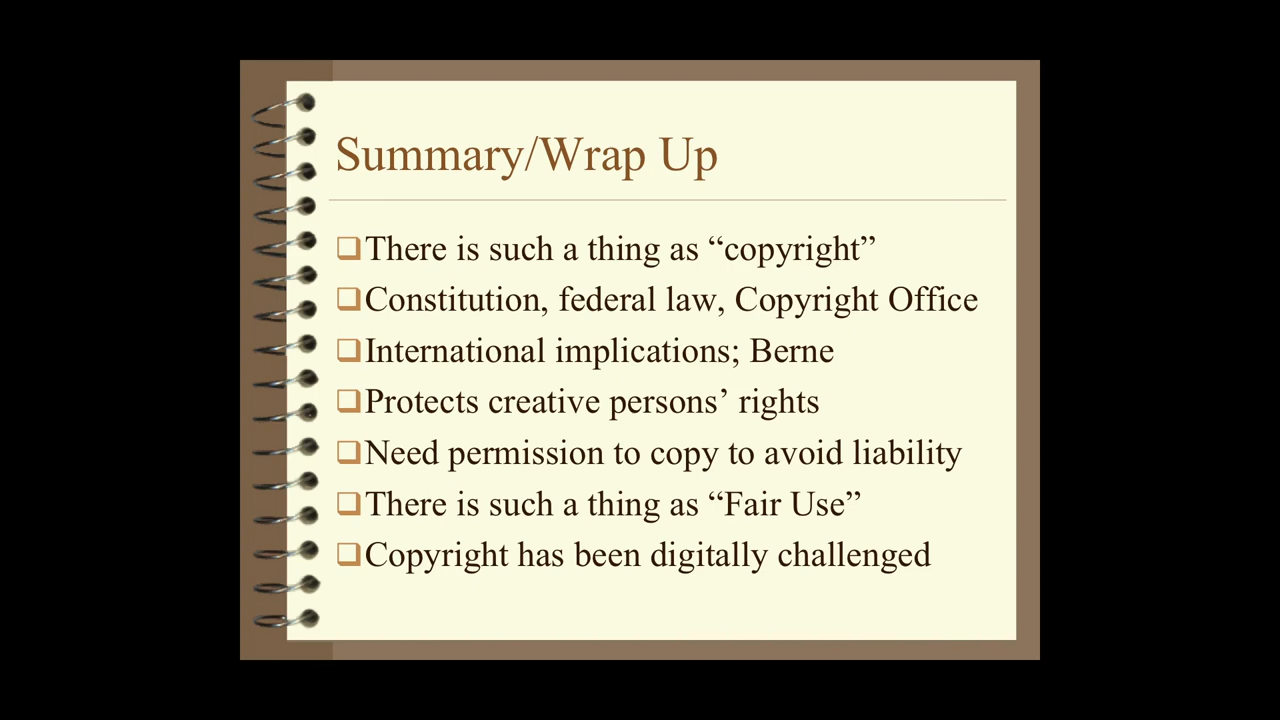 Summary/Wrap Up
There is such a thing as “copyright”
Constitution, federal law, Copyright Office
International implications; Berne
Protects creative persons’ rights
Need permission to copy to avoid liability
There is such a thing as “Fair Use”
Copyright has been digitally challenged